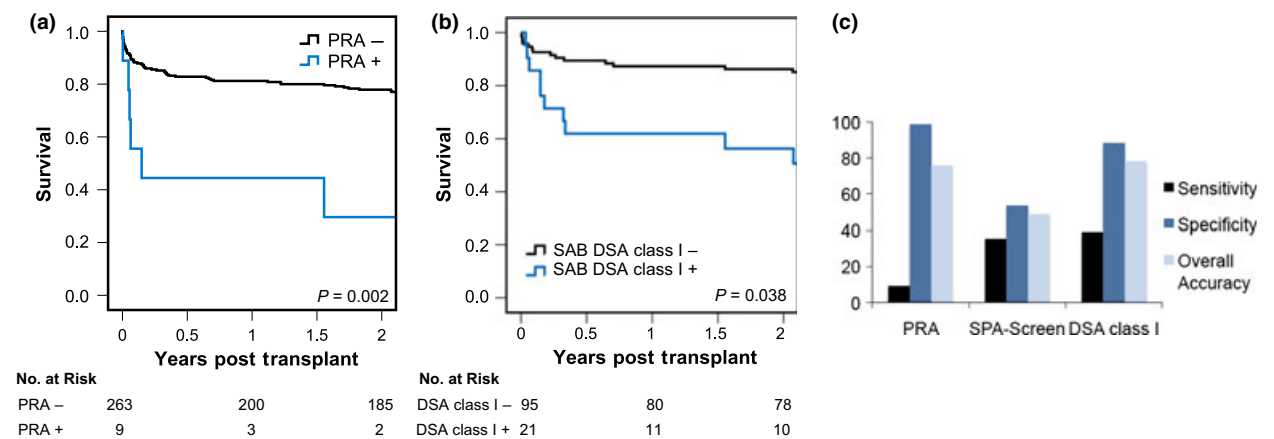 (a)
1.0
0.8
0.6
0.4
0.2
0.0
Survival
PRA –
PRA +
P = 0.002
0 0.5 1 1.5 2
Years post transplant
No. at Risk
PRA – 263 200 185
PRA + 9 3 2
(b)
1.0
0.8
0.6
0.4
0.2
0.0
Survival
SAB DSA class I –
SAB DSA class I +
P = 0.038
0 0.5 1 1.5 2
Years post transplant
No. at Risk
DSA class I – 95 80 78
DSA class I + 21 11 10
(c)
100
80
60
40
20
0
PRA SPA-Screen DSA class I
Sensitivity
Specificity
Overall
Accuracy